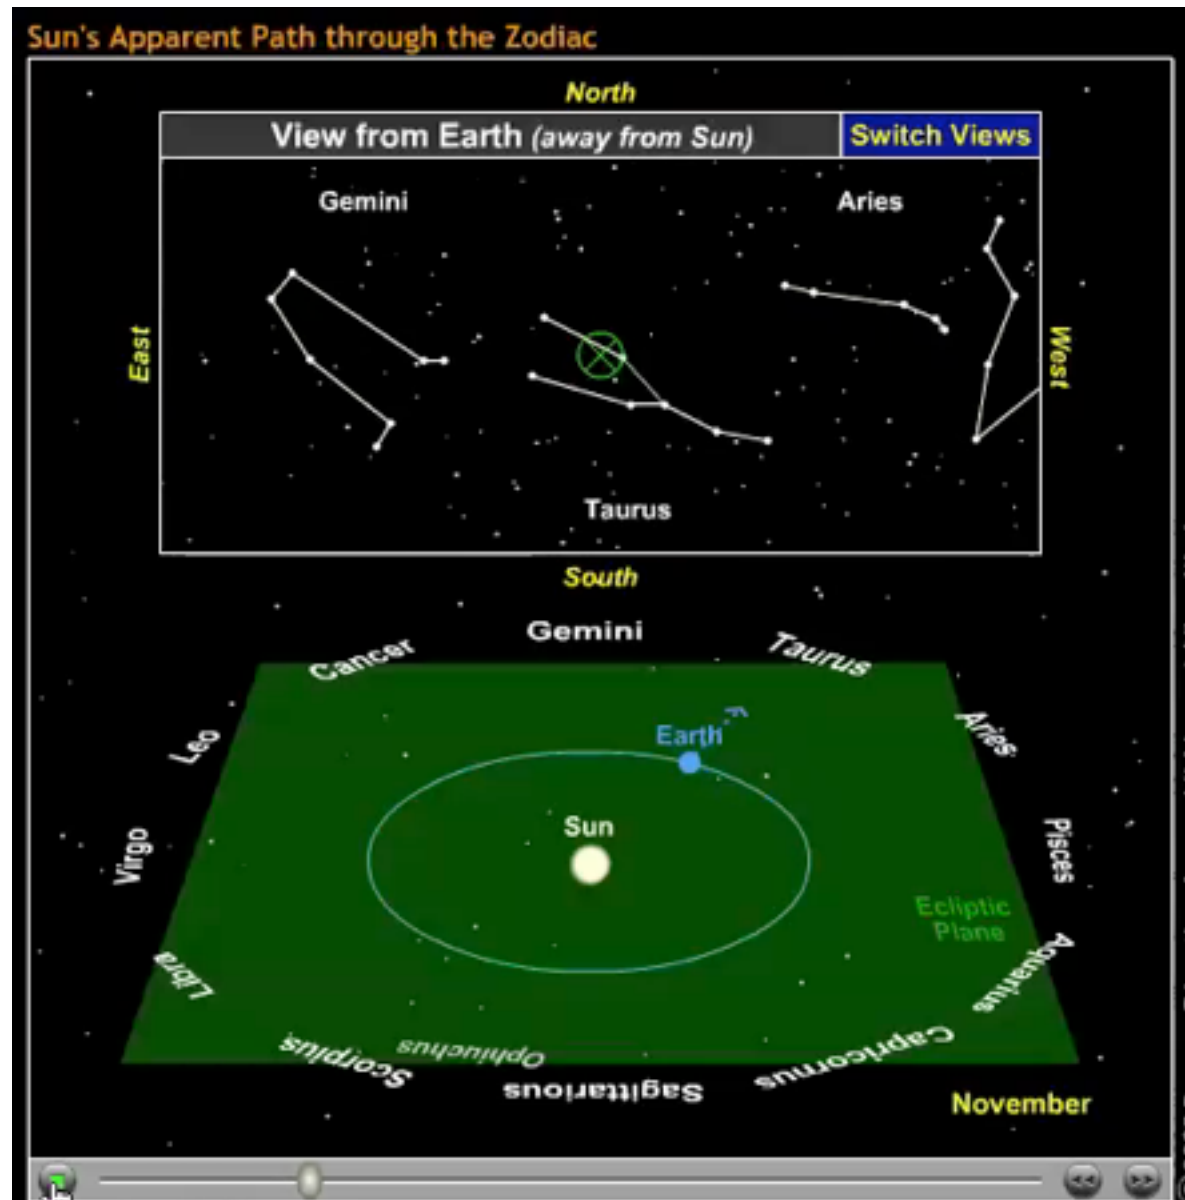 Sun's Apparent Path through the Zodiac
North
View from Earth (away from Sun)
Switch Views
Gemini
Aries
East
West
Taurus
South
Gemini
Cancer
Taurus
Leo
Aries
Earth
Sun
Virgo
Pisces
Ecliptic
Plane
Libra
Aquarius
Scorpius
Ophiuchus
Sagittarious
Capricornus
November